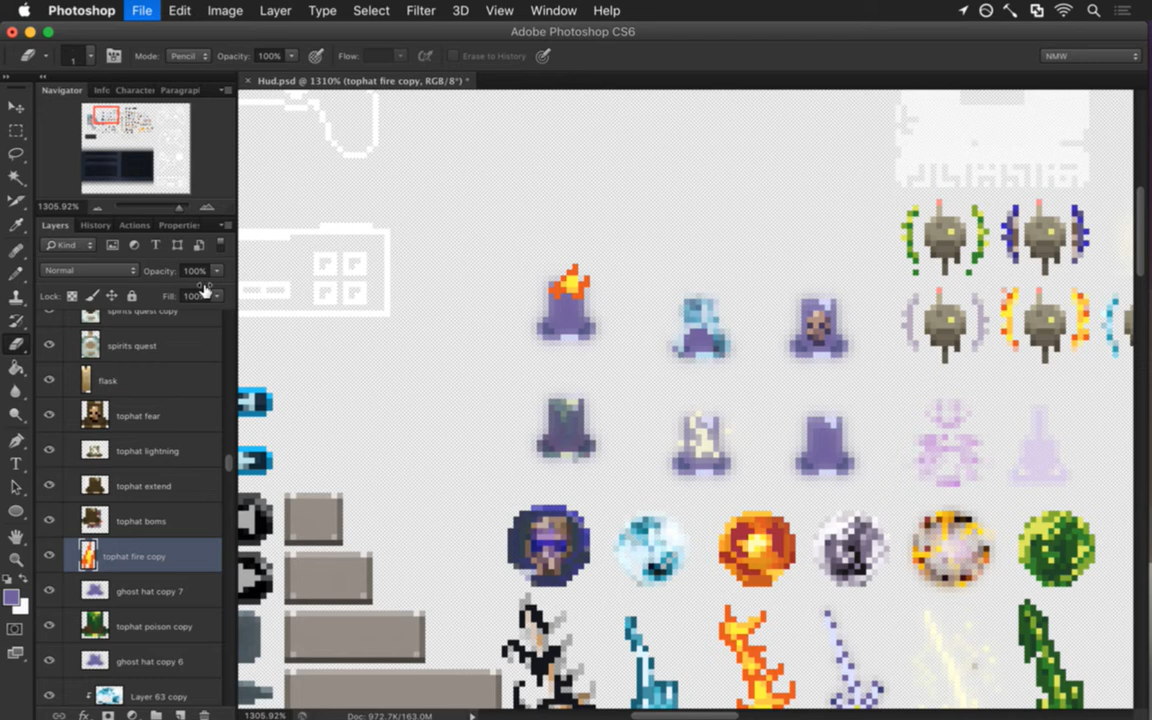 Photoshop File Edit Image Layer Type Select Filter 3D View Window Help
Adobe Photoshop CS6
1 Mode: Pencil Opacity: 100% Flow: Erase to History NMW
× Hud.psd @ 1310% (tophat fire copy, RGB/8*) *
Navigator Info Character Paragrapl
1305.92%
Layers History Actions Properties
Kind T
Normal Opacity: 100%
Lock: Fill: 100%
spirits quest copy
spirits quest
flask
tophat fear
tophat lightning
tophat extend
tophat boms
tophat fire copy
ghost hat copy 7
tophat poison copy
ghost hat copy 6
Layer 63 copy
fx
1305.92% Doc: 972.7K/163.0M